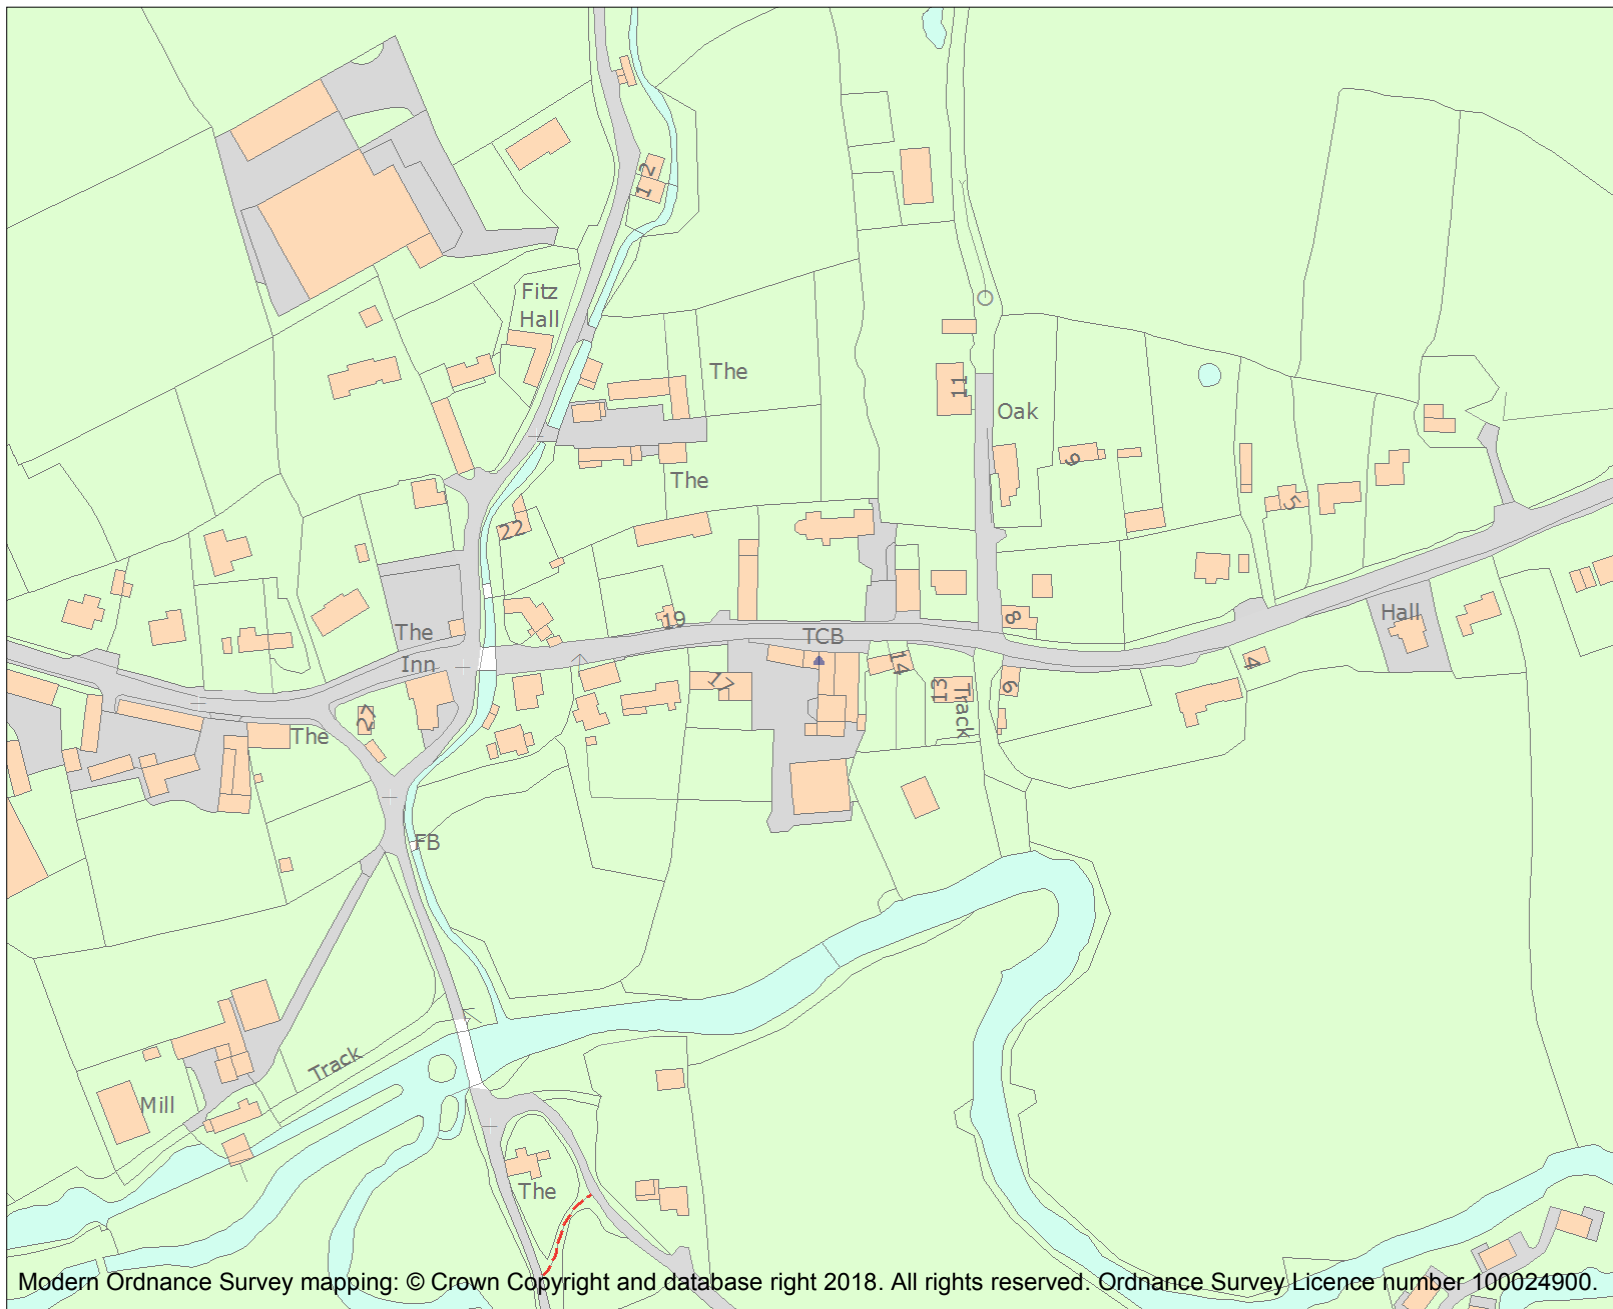 2
1
Fitz
Hall
The
11
Oak
9
The
5
22
19
8
Hall
The
TCB
Inn
14
4
17
13
6
Track
27
The
FB
Track
Mill
The
Modern Ordnance Survey mapping: © Crown Copyright and database right 2018. All rights reserved. Ordnance Survey Licence number 100024900.